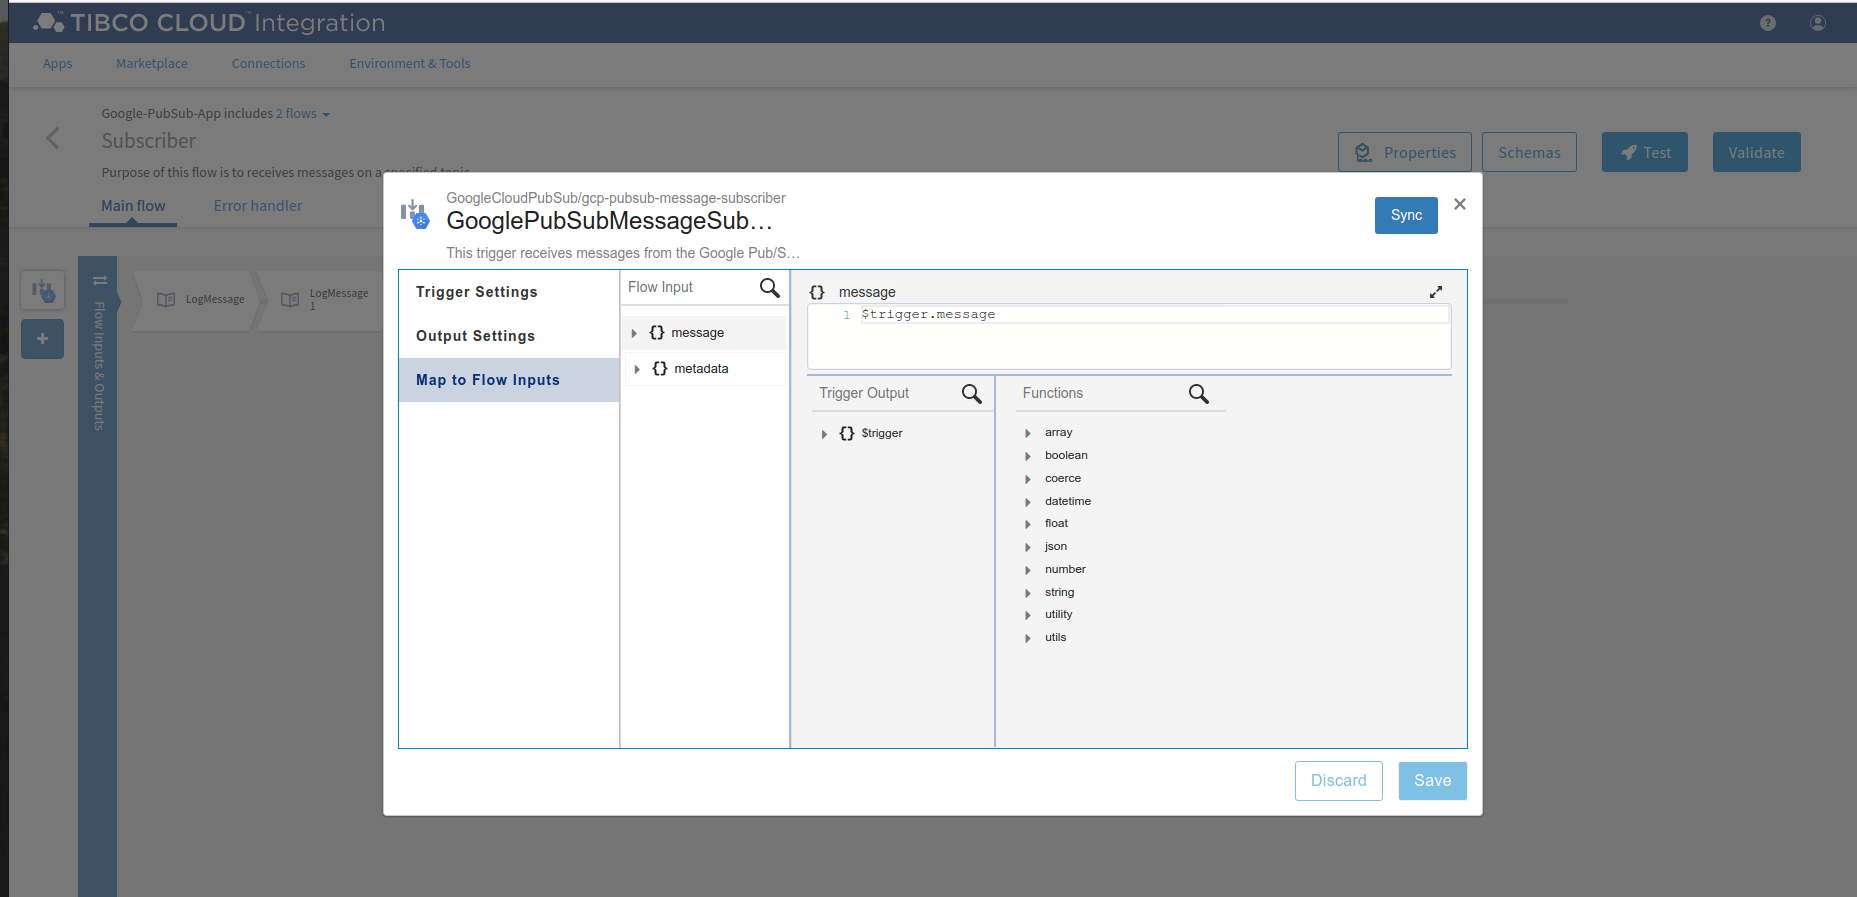 TIBCO CLOUD™ Integration
Apps Marketplace Connections Environment & Tools
Google-PubSub-App includes 2 flows
Subscriber
Purpose of this flow is to receives messages on a specified topic
Properties Schemas Test Validate
Main flow Error handler
Flow Inputs & Outputs
LogMessage
LogMessage
1
GoogleCloudPubSub/gcp-pubsub-message-subscriber
GooglePubSubMessageSub...
This trigger receives messages from the Google Pub/S...
Sync
Trigger Settings
Output Settings
Map to Flow Inputs
Flow Input
{} message
{} metadata
{} message
1 $trigger.message
Trigger Output
{} $trigger
Functions
array
boolean
coerce
datetime
float
json
number
string
utility
utils
Discard Save